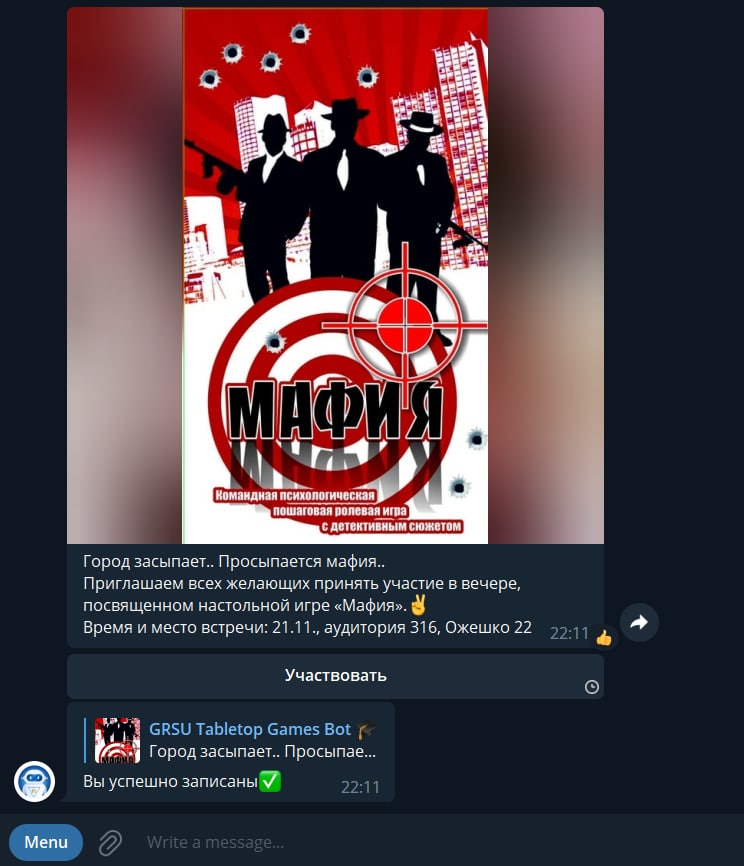 МАФИЯ
Командная психологическая
пошаговая ролевая игра
с детективным сюжетом
Город засыпает.. Просыпается мафия..
Приглашаем всех желающих принять участие в вечере,
посвященном настольной игре «Мафия».✌
Время и место встречи: 21.11., аудитория 316, Ожешко 22
22:11 👍
Участвовать
GRSU Tabletop Games Bot 🎓
Город засыпает.. Просыпае...
Вы успешно записаны✅
22:11
Menu
Write a message...